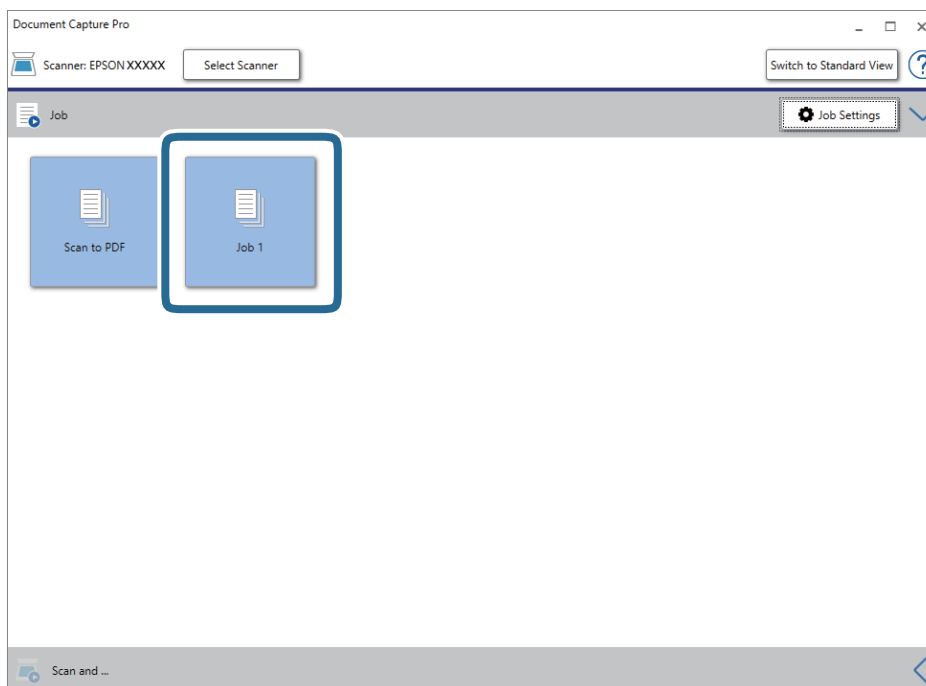 Document Capture Pro
Scanner: EPSON XXXXX Select Scanner Switch to Standard View ?
Job Job Settings
Scan to PDF Job 1
Scan and ...